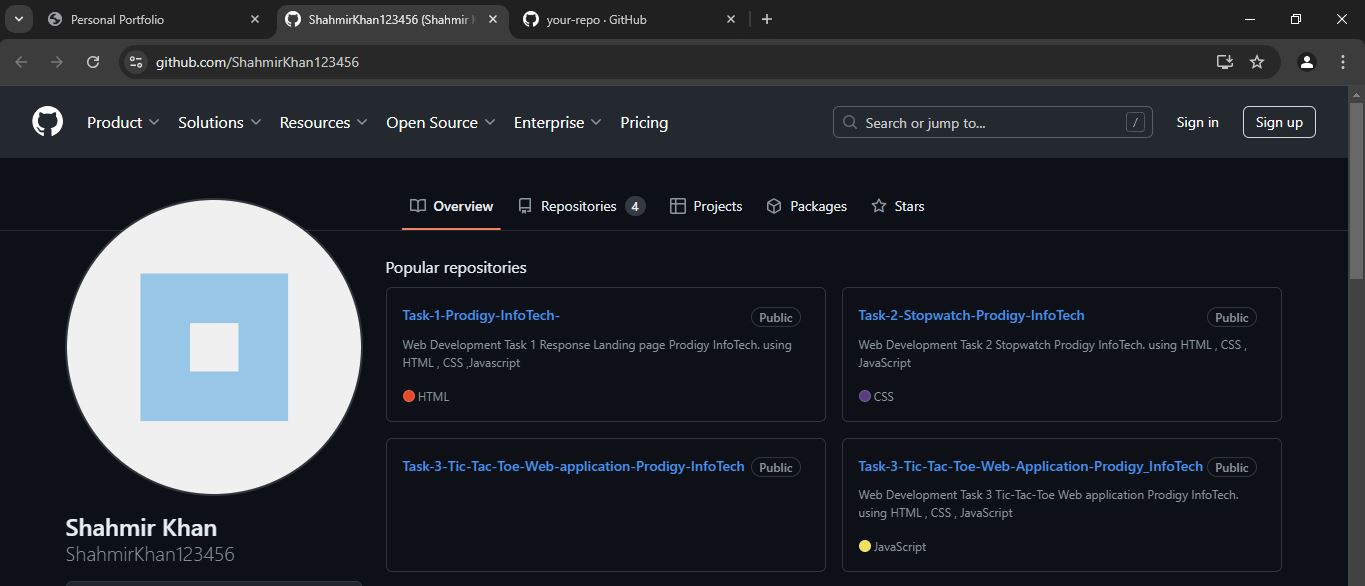 Personal Portfolio
ShahmirKhan123456 (Shahmir
your-repo · GitHub
github.com/ShahmirKhan123456
Product Solutions Resources Open Source Enterprise Pricing
Search or jump to... /
Sign in
Sign up
Overview Repositories 4 Projects Packages Stars
Popular repositories
Task-1-Prodigy-InfoTech-
Public
Web Development Task 1 Response Landing page Prodigy InfoTech. using
HTML , CSS ,Javascript
HTML
Task-2-Stopwatch-Prodigy-InfoTech
Public
Web Development Task 2 Stopwatch Prodigy InfoTech. using HTML , CSS ,
JavaScript
CSS
Task-3-Tic-Tac-Toe-Web-application-Prodigy-InfoTech
Public
Task-3-Tic-Tac-Toe-Web-Application-Prodigy_InfoTech
Public
Web Development Task 3 Tic-Tac-Toe Web application Prodigy InfoTech.
using HTML , CSS , JavaScript
JavaScript
Shahmir Khan
ShahmirKhan123456